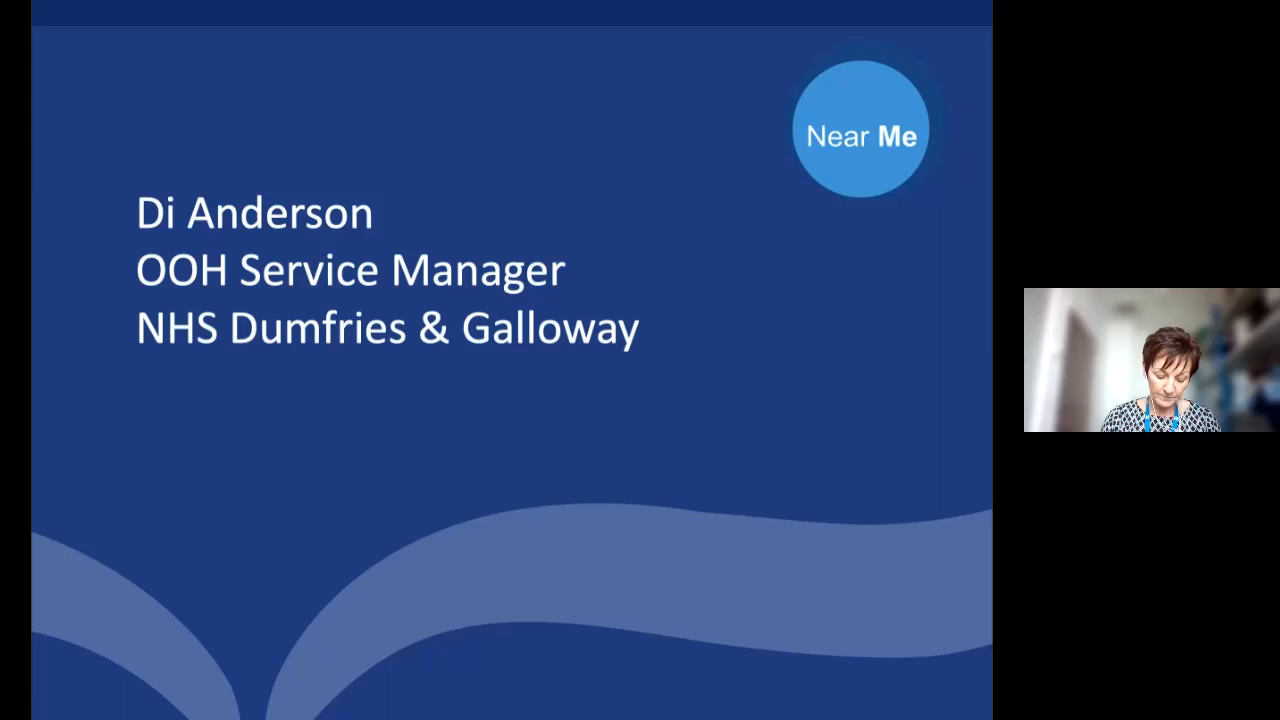 Near Me
Di Anderson
OOH Service Manager
NHS Dumfries & Galloway